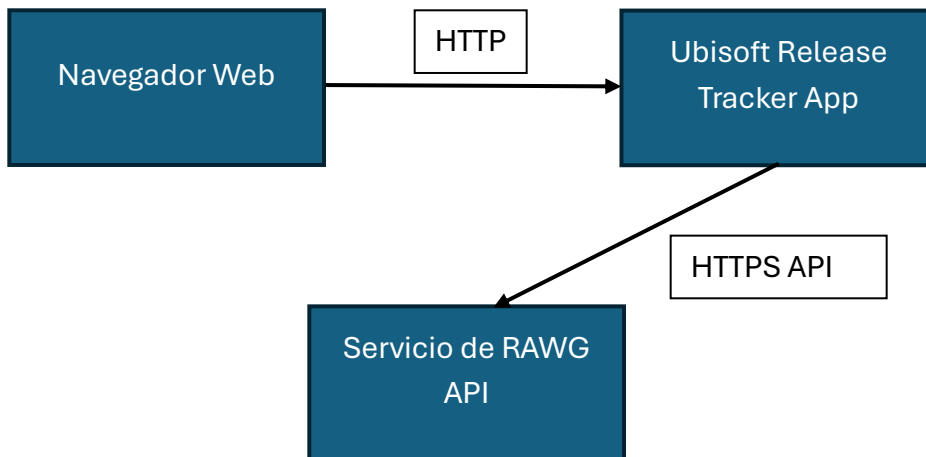 HTTP
Navegador Web
Ubisoft Release
Tracker App
HTTPS API
Servicio de RAWG
API